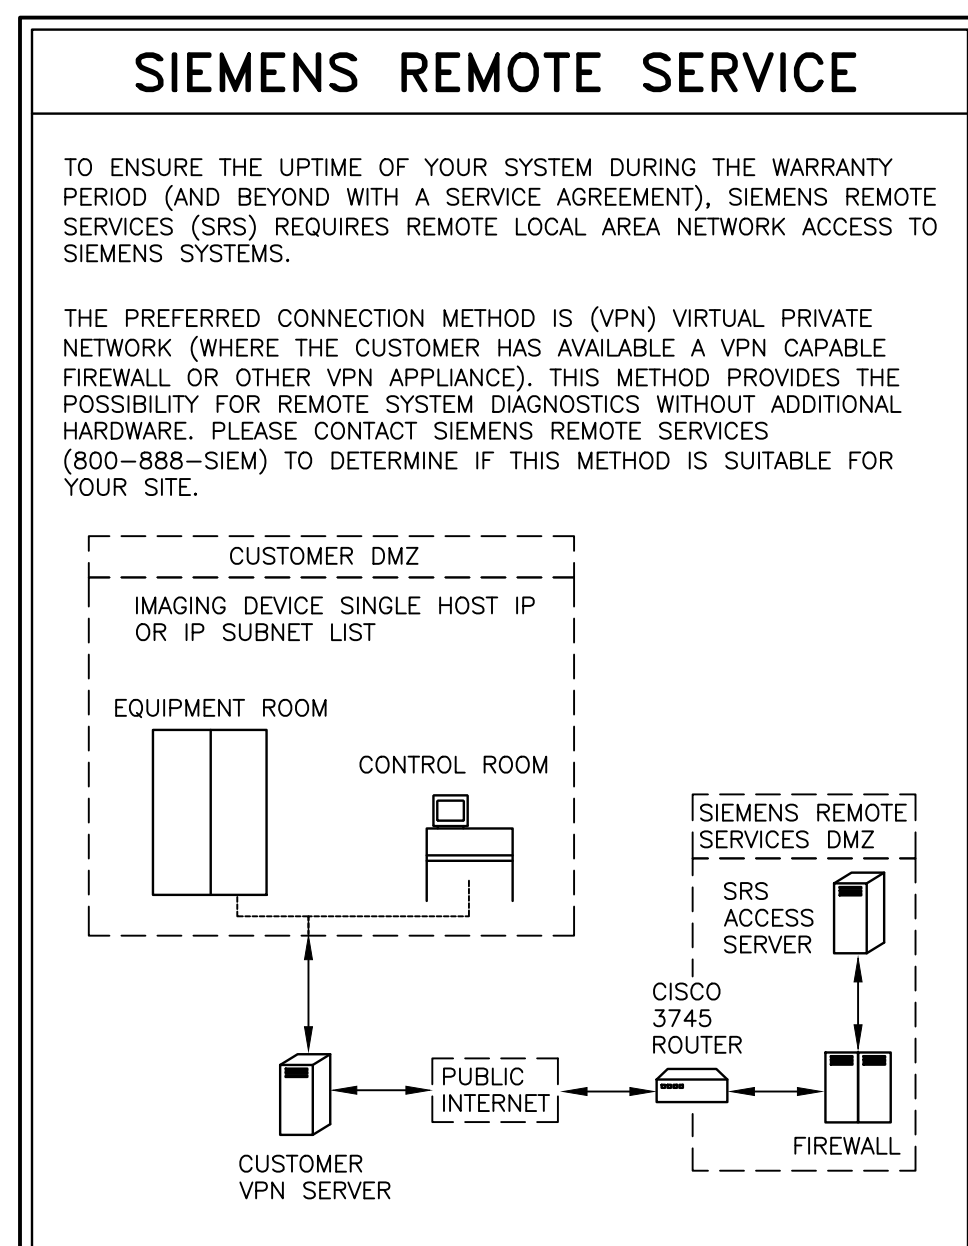 SIEMENS REMOTE SERVICE
TO ENSURE THE UPTIME OF YOUR SYSTEM DURING THE WARRANTY
PERIOD (AND BEYOND WITH A SERVICE AGREEMENT), SIEMENS REMOTE
SERVICES (SRS) REQUIRES REMOTE LOCAL AREA NETWORK ACCESS TO
SIEMENS SYSTEMS.
THE PREFERRED CONNECTION METHOD IS (VPN) VIRTUAL PRIVATE
NETWORK (WHERE THE CUSTOMER HAS AVAILABLE A VPN CAPABLE
FIREWALL OR OTHER VPN APPLIANCE). THIS METHOD PROVIDES THE
POSSIBILITY FOR REMOTE SYSTEM DIAGNOSTICS WITHOUT ADDITIONAL
HARDWARE. PLEASE CONTACT SIEMENS REMOTE SERVICES
(800-888-SIEM) TO DETERMINE IF THIS METHOD IS SUITABLE FOR
YOUR SITE.
CUSTOMER DMZ
IMAGING DEVICE SINGLE HOST IP
OR IP SUBNET LIST
EQUIPMENT ROOM
CONTROL ROOM
SIEMENS REMOTE
SERVICES DMZ
SRS
ACCESS
SERVER
CISCO
3745
ROUTER
PUBLIC
INTERNET
FIREWALL
CUSTOMER
VPN SERVER